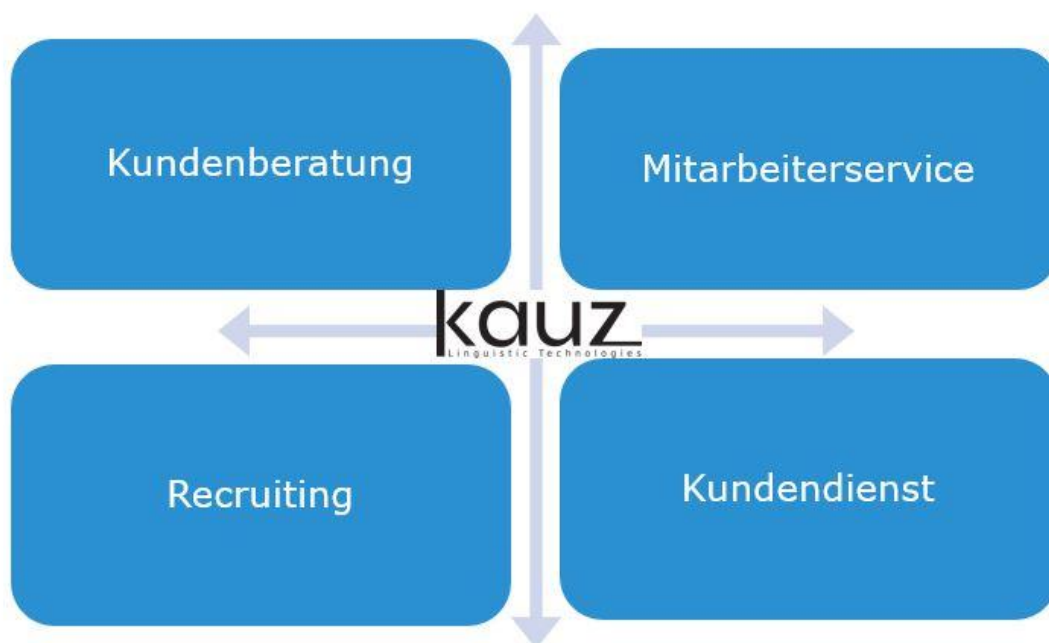 Kundenberatung
Mitarbeiterservice
kauz
Linguistic Technologies
Recruiting
Kundendienst